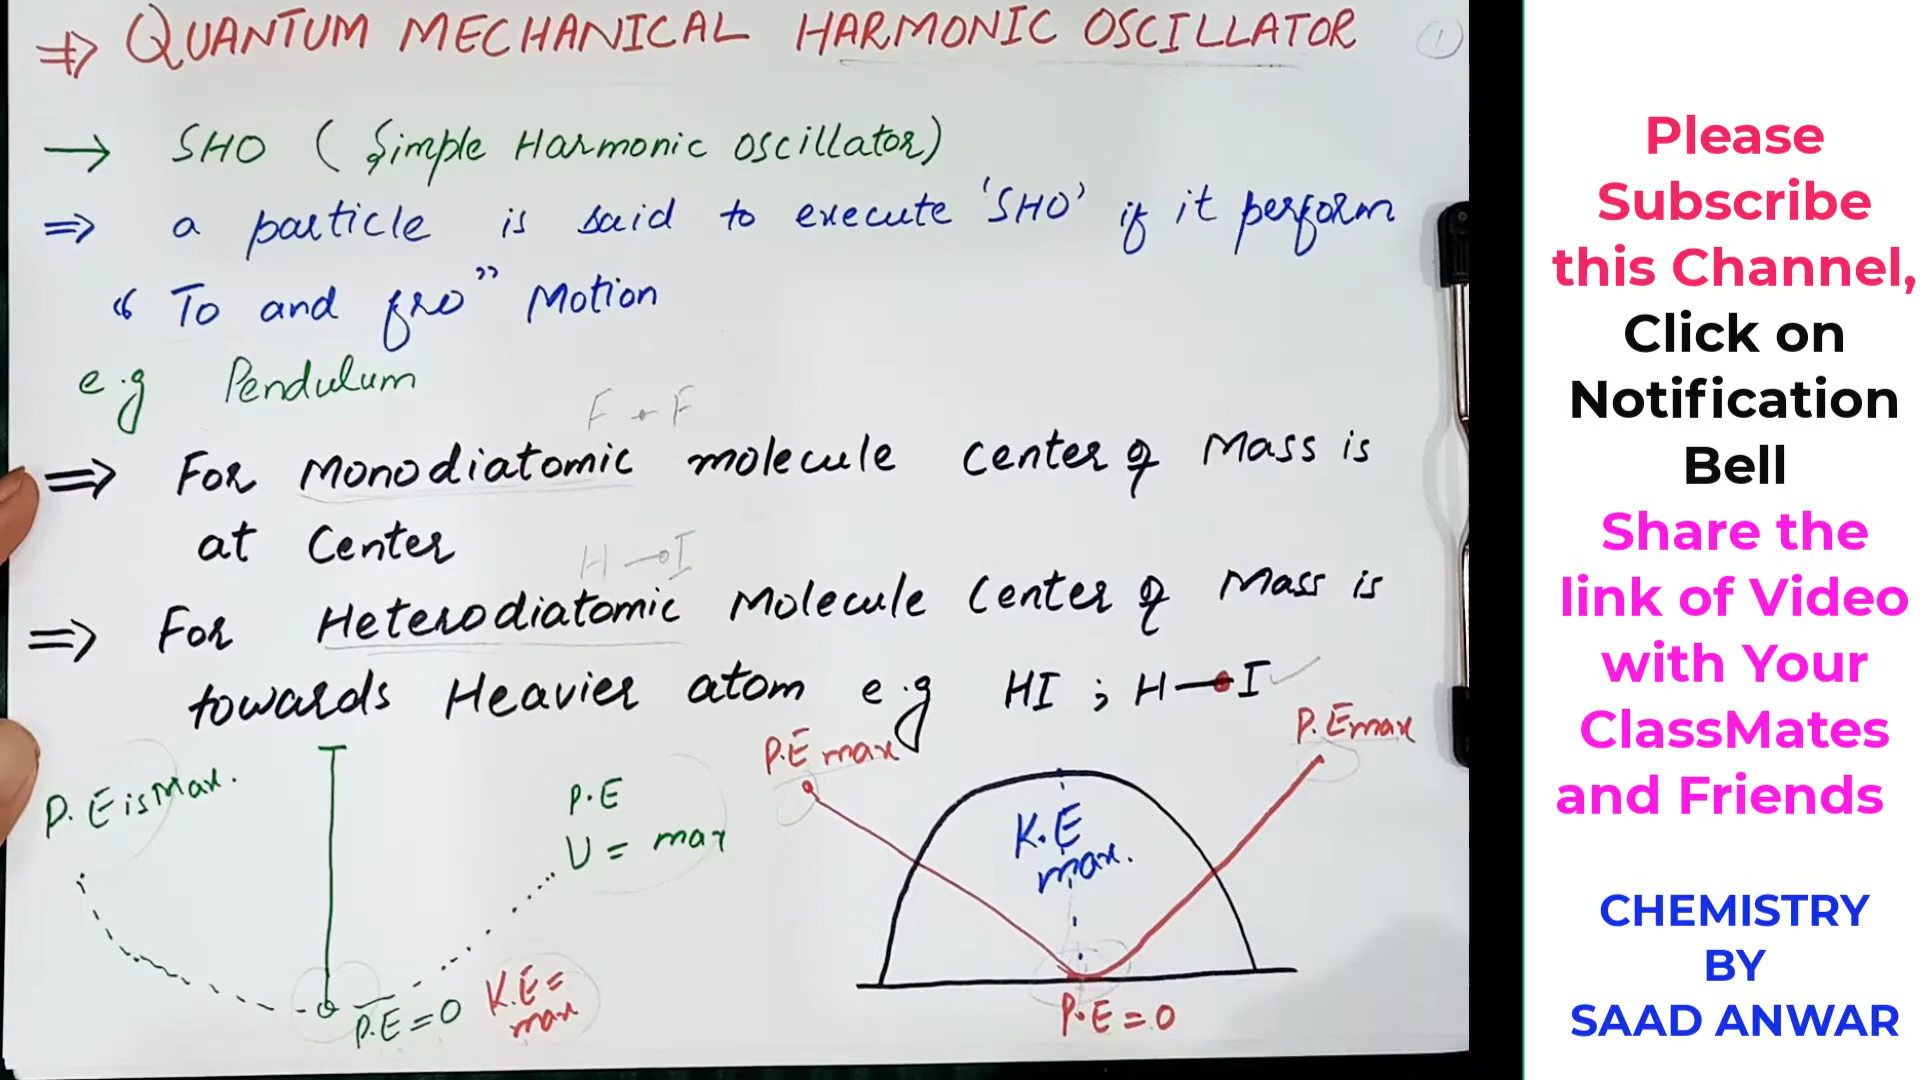 ⇒ QUANTUM MECHANICAL HARMONIC OSCILLATOR 1
→ SHO (Simple Harmonic Oscillator)
⇒ a particle is said to execute 'SHO' if it perform
“ To and fro ” Motion
e.g Pendulum
F F
⇒ For Monodiatomic molecule center of Mass is
at Center
H I
⇒ For Heterodiatomic Molecule Center of Mass is
towards Heavier atom e.g HI ; H—I
P.E is Max.
P.E
U = max
P.E = 0
K.E =
max
P.E max
P.Emax
K.E
max.
P.E = 0
Please
Subscribe
this Channel,
Click on
Notification
Bell
Share the
link of Video
with Your
ClassMates
and Friends
CHEMISTRY
BY
SAAD ANWAR